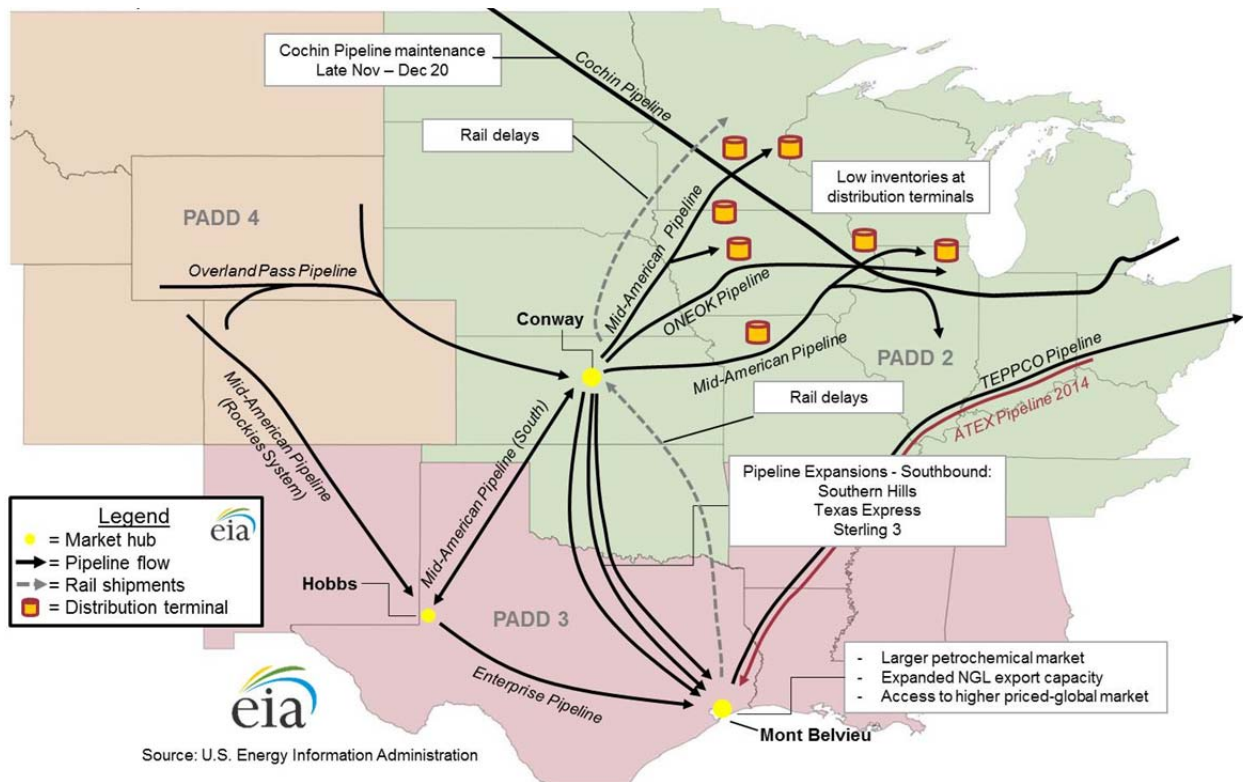 Cochin Pipeline maintenance
Late Nov – Dec 20
Cochin Pipeline
Rail delays
Low inventories at
distribution terminals
PADD 4
Overland Pass Pipeline
Mid-American Pipeline
ONEOK Pipeline
Conway
Mid-American Pipeline
PADD 2
TEPPCO Pipeline
ATEX Pipeline 2014
Rail delays
Mid-American Pipeline
(Rockies System)
Mid-American Pipeline (South)
Pipeline Expansions - Southbound:
Southern Hills
Texas Express
Sterling 3
Legend
eia
= Market hub
= Pipeline flow
= Rail shipments
= Distribution terminal
Hobbs
PADD 3
Enterprise Pipeline
- Larger petrochemical market
- Expanded NGL export capacity
- Access to higher priced-global market
Mont Belvieu
eia
Source: U.S. Energy Information Administration